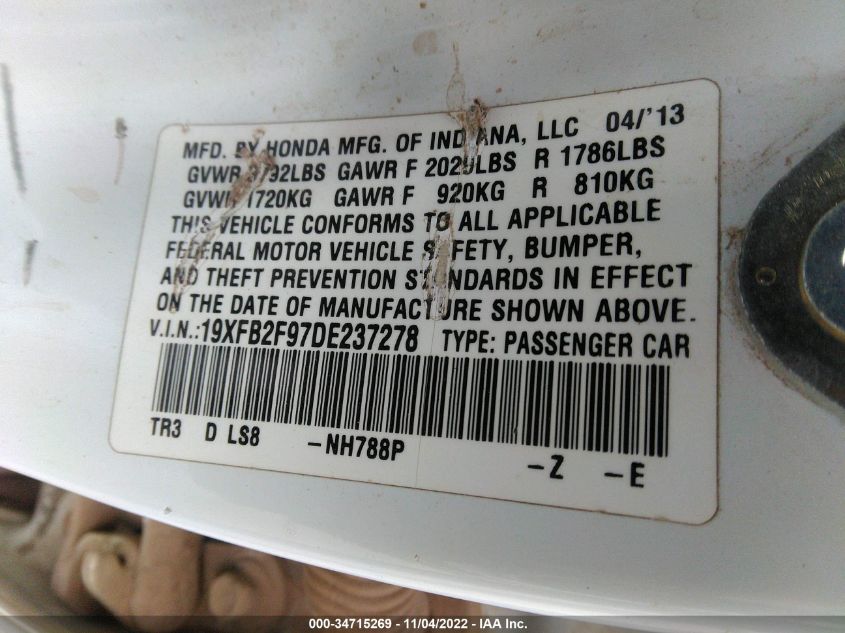 MFD. BY HONDA MFG. OF INDIANA, LLC 04/'13
GVWR 3792LBS GAWR F 2029LBS R 1786LBS
GVWR 1720KG GAWR F 920KG R 810KG
THIS VEHICLE CONFORMS TO ALL APPLICABLE
FEDERAL MOTOR VEHICLE SAFETY, BUMPER,
AND THEFT PREVENTION STANDARDS IN EFFECT
ON THE DATE OF MANUFACTURE SHOWN ABOVE.
V.I.N.:19XFB2F97DE237278 TYPE: PASSENGER CAR
TR3 D LS8 -NH788P -Z -E
000-34715269 - 11/04/2022 - IAA Inc.